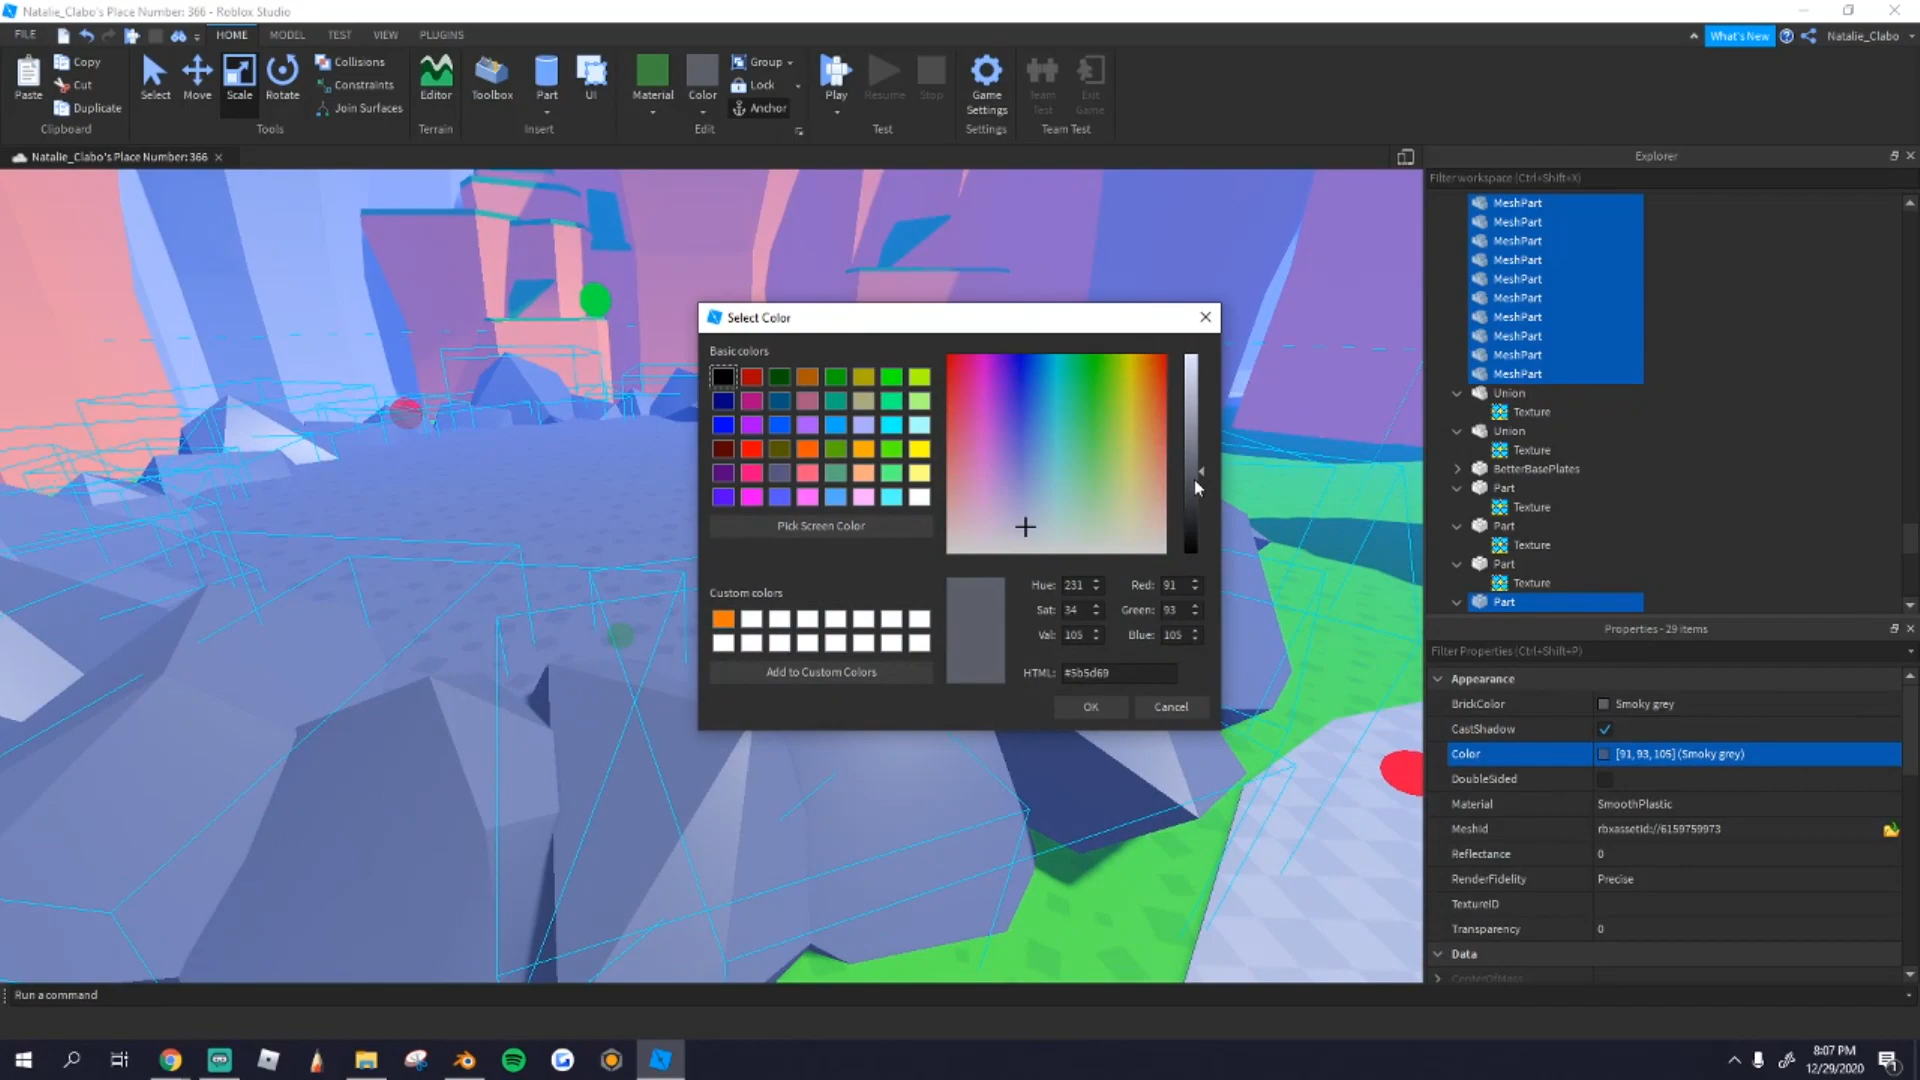 Natalie_Clabo's Place Number: 366 - Roblox Studio
FILE HOME MODEL TEST VIEW PLUGINS What's New Natalie_Clabo
Copy Collisions Group
Cut Constraints Lock
Paste Duplicate Select Move Scale Rotate Join Surfaces Editor Toolbox Part UI Material Color Anchor Play Resume Stop Game Settings Team Test Exit Game
Clipboard Tools Terrain Insert Edit Test Settings Team Test
Natalie_Clabo's Place Number: 366
Explorer
Filter workspace (Ctrl+Shift+X)
MeshPart
MeshPart
MeshPart
MeshPart
MeshPart
MeshPart
MeshPart
MeshPart
MeshPart
MeshPart
Union
Texture
Union
Texture
BetterBasePlates
Part
Texture
Part
Texture
Part
Texture
Part
Select Color
Basic colors
Pick Screen Color
Custom colors
Add to Custom Colors
Hue: 231 Red: 91
Sat: 34 Green: 93
Val: 105 Blue: 105
HTML: #5b5d69
OK Cancel
Properties - 29 items
Filter Properties (Ctrl+Shift+P)
Appearance
BrickColor Smoky grey
CastShadow
Color [91, 93, 105] (Smoky grey)
DoubleSided
Material SmoothPlastic
MeshId rbxassetid://6159759973
Reflectance 0
RenderFidelity Precise
TextureID
Transparency 0
Data
CenterOfMass
Run a command
8:07 PM
12/29/2020
1